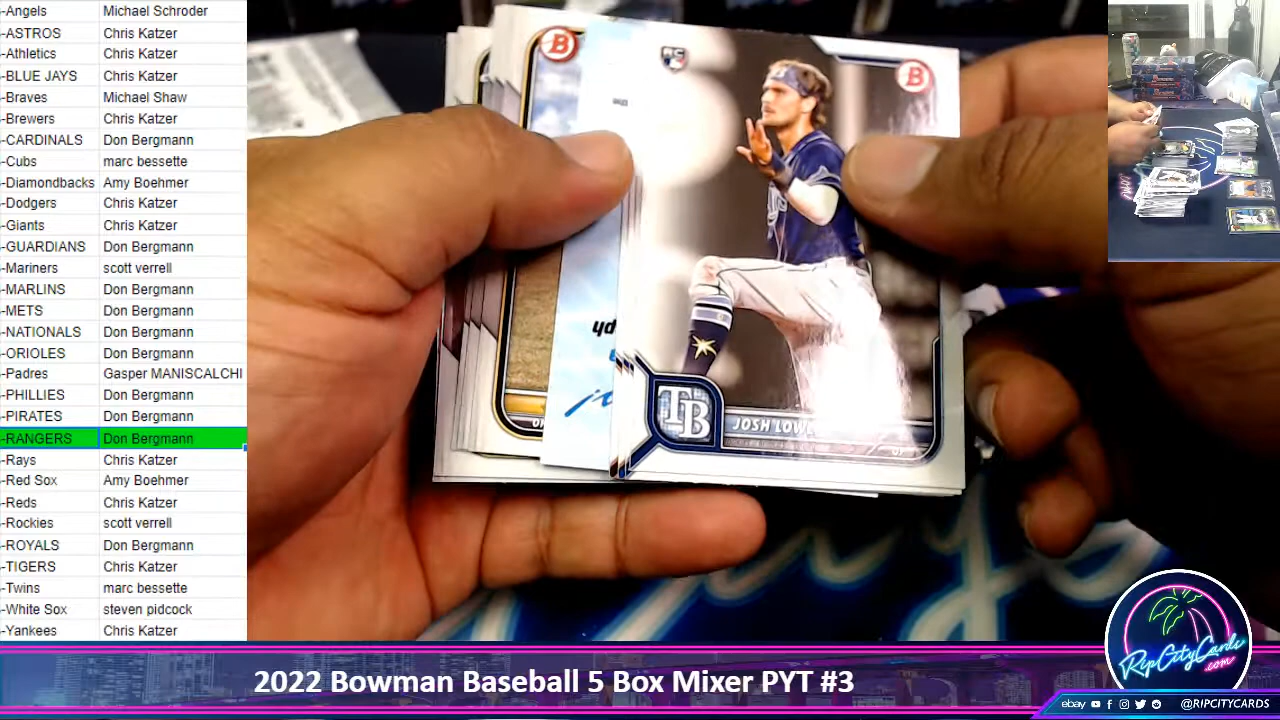 -Angels Michael Schroder
-ASTROS Chris Katzer
-Athletics Chris Katzer
-BLUE JAYS Chris Katzer
-Braves Michael Shaw
-Brewers Chris Katzer
-CARDINALS Don Bergmann
-Cubs marc bessette
-Diamondbacks Amy Boehmer
-Dodgers Chris Katzer
-Giants Chris Katzer
-GUARDIANS Don Bergmann
-Mariners scott verrell
-MARLINS Don Bergmann
-METS Don Bergmann
-NATIONALS Don Bergmann
-ORIOLES Don Bergmann
-Padres Gasper MANISCALCHI
-PHILLIES Don Bergmann
-PIRATES Don Bergmann
-RANGERS Don Bergmann
-Rays Chris Katzer
-Red Sox Amy Boehmer
-Reds Chris Katzer
-Rockies scott verrell
-ROYALS Don Bergmann
-TIGERS Chris Katzer
-Twins marc bessette
-White Sox steven pidcock
-Yankees Chris Katzer
B
RC
B
TB
JOSH LOWE
OF
2022 Bowman Baseball 5 Box Mixer PYT #3
RipCityCards
.com
ebay
@RIPCITYCARDS